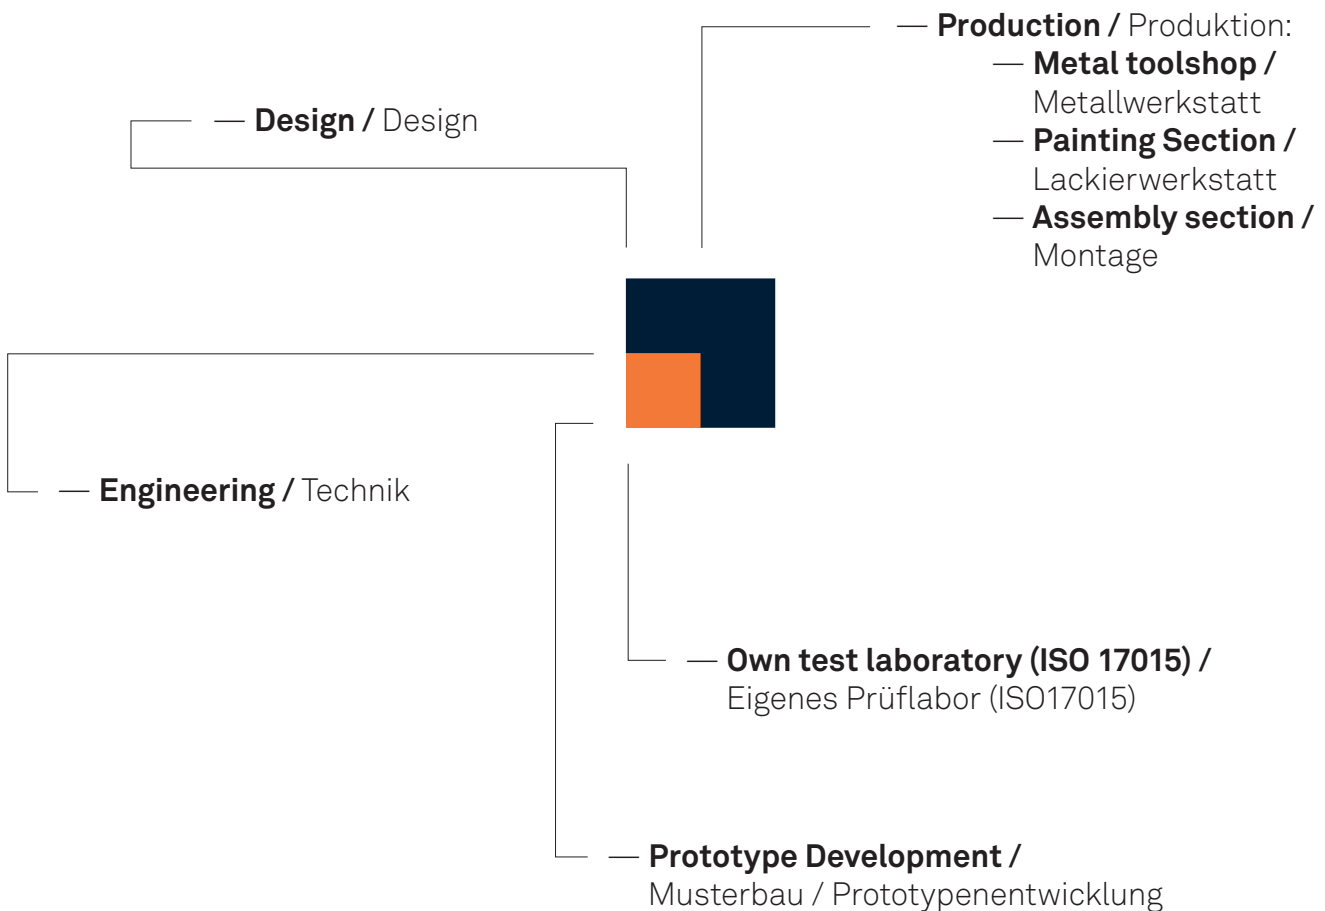 — Production / Produktion:
— Metal toolshop /
Metallwerkstatt
— Painting Section /
Lackierwerkstatt
— Assembly section /
Montage
— Design / Design
— Engineering / Technik
— Own test laboratory (ISO 17015) /
Eigenes Prüflabor (ISO17015)
— Prototype Development /
Musterbau / Prototypenentwicklung